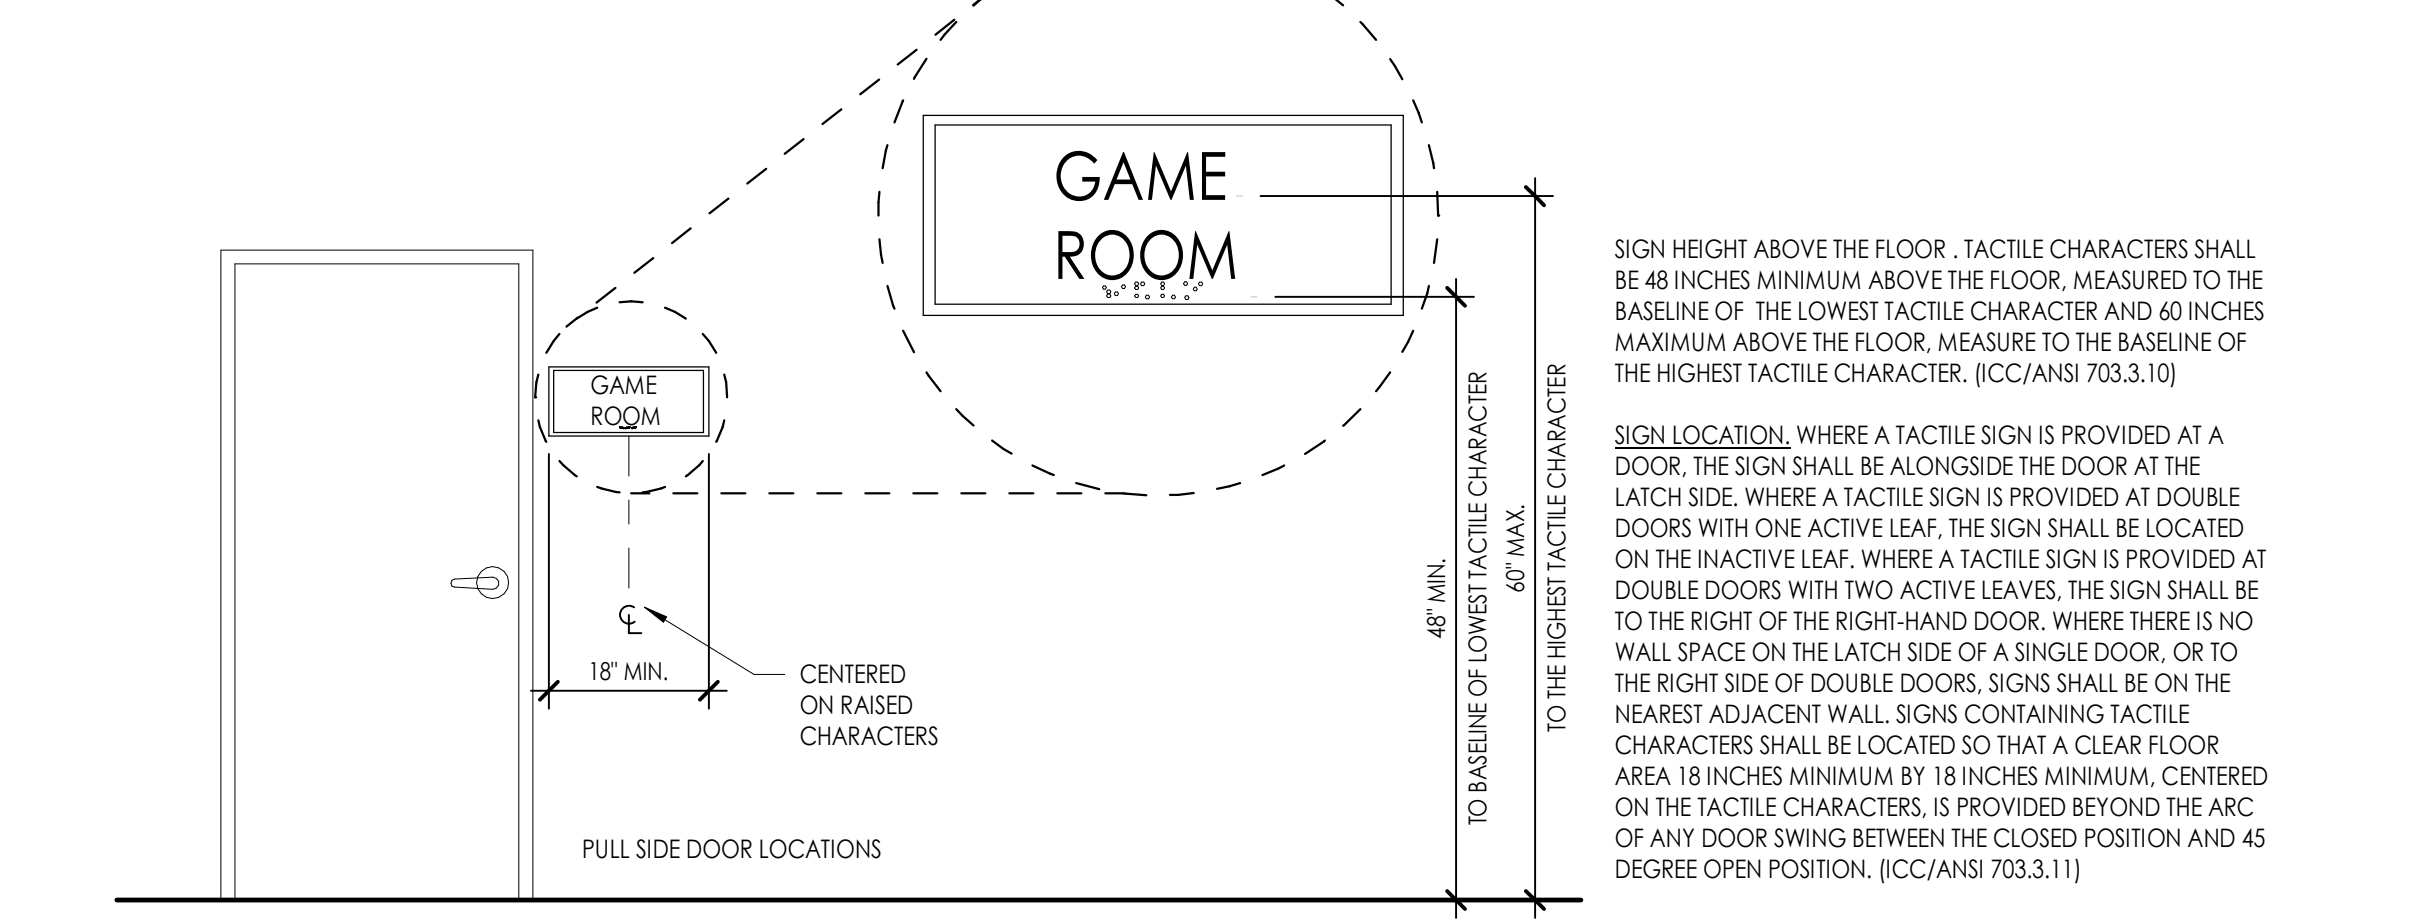 GAME
ROOM
GAME
ROOM
℄
18" MIN.
CENTERED
ON RAISED
CHARACTERS
PULL SIDE DOOR LOCATIONS
48" MIN.
TO BASELINE OF LOWEST TACTILE CHARACTER
60" MAX.
TO THE HIGHEST TACTILE CHARACTER
SIGN HEIGHT ABOVE THE FLOOR . TACTILE CHARACTERS SHALL
BE 48 INCHES MINIMUM ABOVE THE FLOOR, MEASURED TO THE
BASELINE OF  THE LOWEST TACTILE CHARACTER AND 60 INCHES
MAXIMUM ABOVE THE FLOOR, MEASURE TO THE BASELINE OF
THE HIGHEST TACTILE CHARACTER. (ICC/ANSI 703.3.10)
SIGN LOCATION. WHERE A TACTILE SIGN IS PROVIDED AT A
DOOR, THE SIGN SHALL BE ALONGSIDE THE DOOR AT THE
LATCH SIDE. WHERE A TACTILE SIGN IS PROVIDED AT DOUBLE
DOORS WITH ONE ACTIVE LEAF, THE SIGN SHALL BE LOCATED
ON THE INACTIVE LEAF. WHERE A TACTILE SIGN IS PROVIDED AT
DOUBLE DOORS WITH TWO ACTIVE LEAVES, THE SIGN SHALL BE
TO THE RIGHT OF THE RIGHT-HAND DOOR. WHERE THERE IS NO
WALL SPACE ON THE LATCH SIDE OF A SINGLE DOOR, OR TO
THE RIGHT SIDE OF DOUBLE DOORS, SIGNS SHALL BE ON THE
NEAREST ADJACENT WALL. SIGNS CONTAINING TACTILE
CHARACTERS SHALL BE LOCATED SO THAT A CLEAR FLOOR
AREA 18 INCHES MINIMUM BY 18 INCHES MINIMUM, CENTERED
ON THE TACTILE CHARACTERS, IS PROVIDED BEYOND THE ARC
OF ANY DOOR SWING BETWEEN THE CLOSED POSITION AND 45
DEGREE OPEN POSITION. (ICC/ANSI 703.3.11)